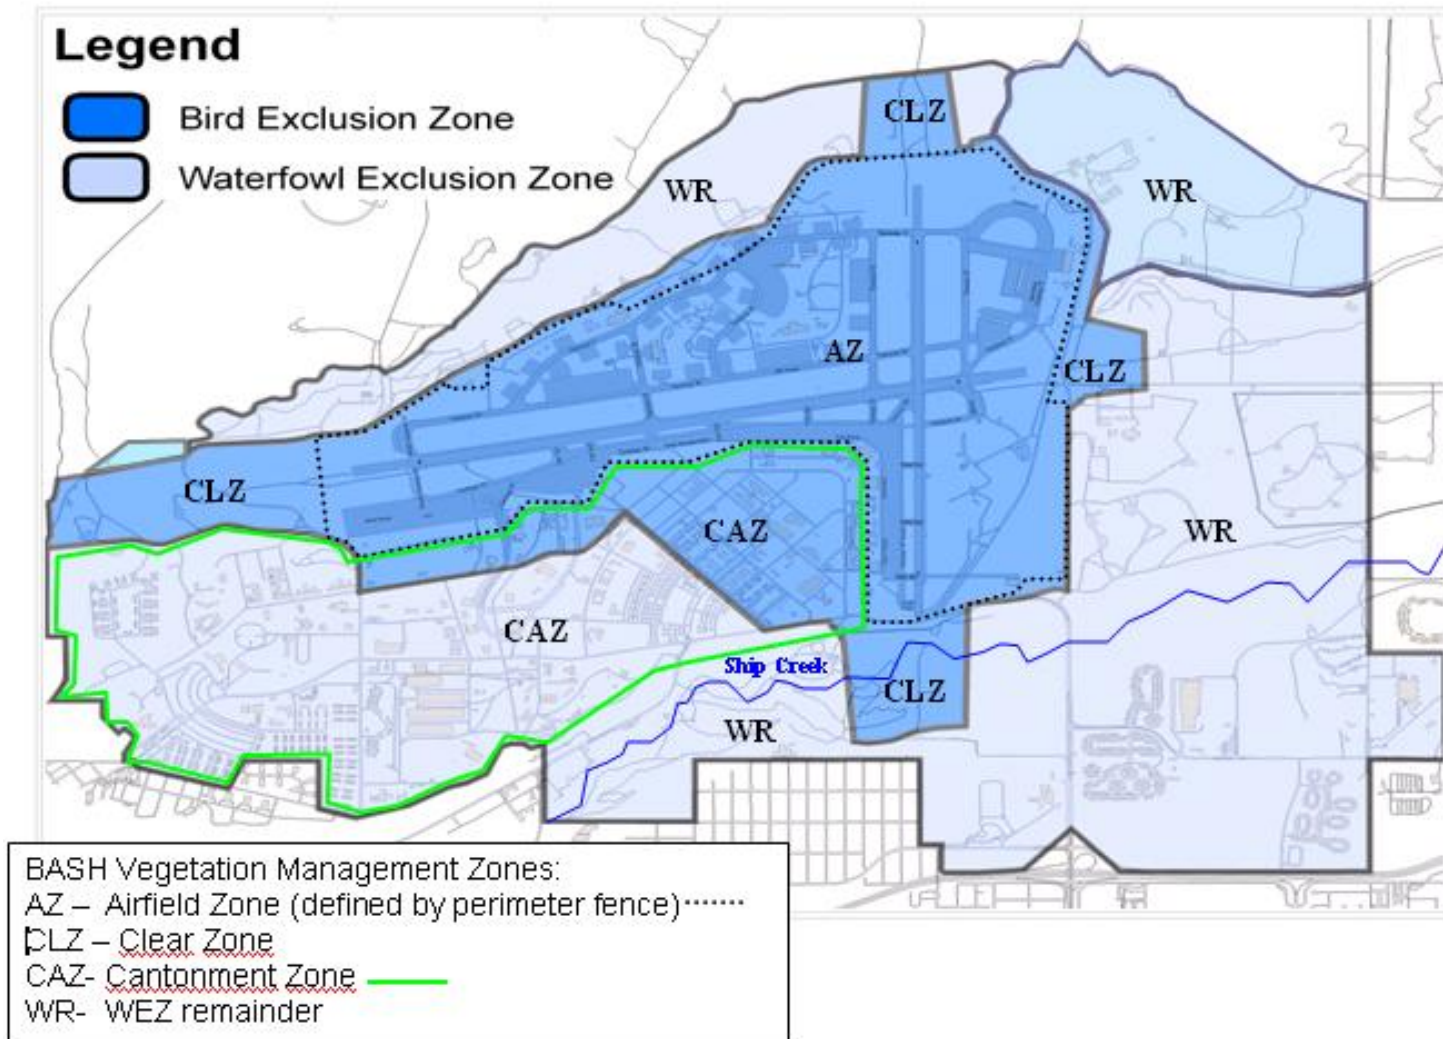 Legend
Bird Exclusion Zone
Waterfowl Exclusion Zone
CLZ
WR
WR
AZ
CLZ
CLZ
CAZ
WR
CAZ
Ship Creek
CLZ
WR
BASH Vegetation Management Zones:
AZ – Airfield Zone (defined by perimeter fence)
CLZ – Clear Zone
CAZ- Cantonment Zone
WR- WEZ remainder